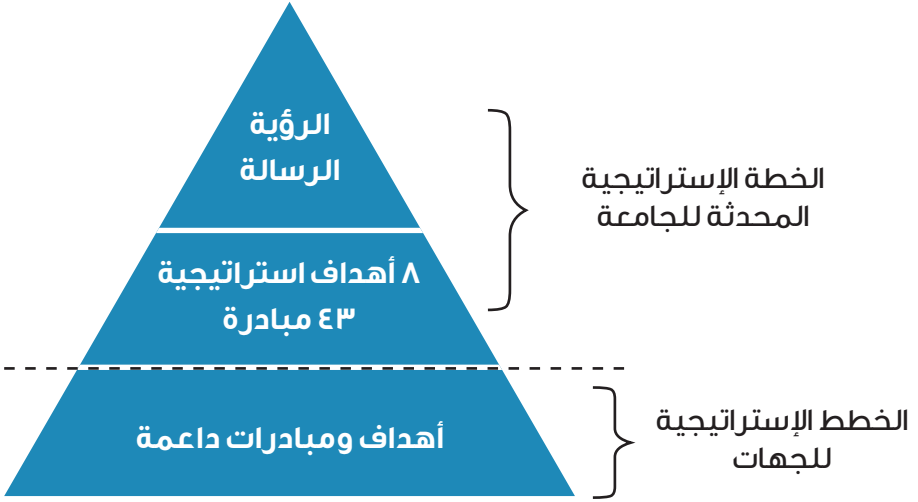 الرؤية
الرسالة
٨ أهداف استراتيجية
٤٣ مبادرة
أهداف ومبادرات داعمة
الخطة الإستراتيجية
المحدثة للجامعة
الخطط الإستراتيجية
للجهات